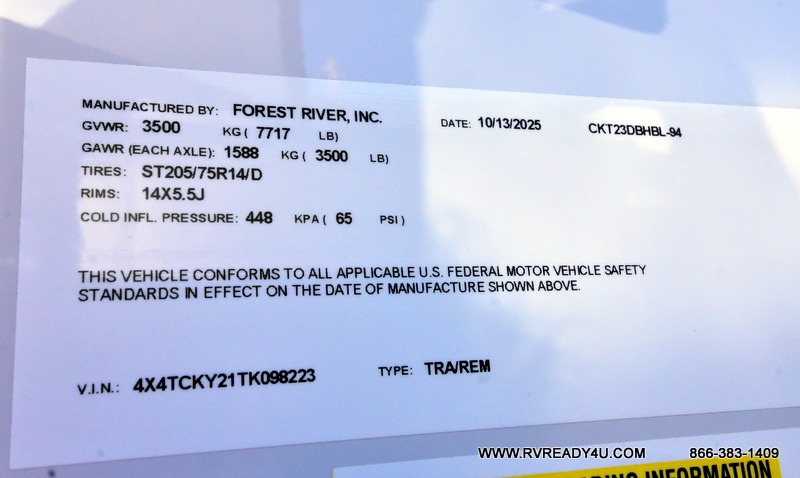 MANUFACTURED BY: FOREST RIVER, INC. DATE: 10/13/2025 CKT23DBHBL-94
GVWR: 3500 KG ( 7717 LB)
GAWR (EACH AXLE): 1588 KG ( 3500 LB)
TIRES: ST205/75R14/D
RIMS: 14X5.5J
COLD INFL. PRESSURE: 448 KPA ( 65 PSI )
THIS VEHICLE CONFORMS TO ALL APPLICABLE U.S. FEDERAL MOTOR VEHICLE SAFETY
STANDARDS IN EFFECT ON THE DATE OF MANUFACTURE SHOWN ABOVE.
V.I.N.: 4X4TCKY21TK098223 TYPE: TRA/REM
WWW.RVREADY4U.COM 866-383-1409
INFORMATION